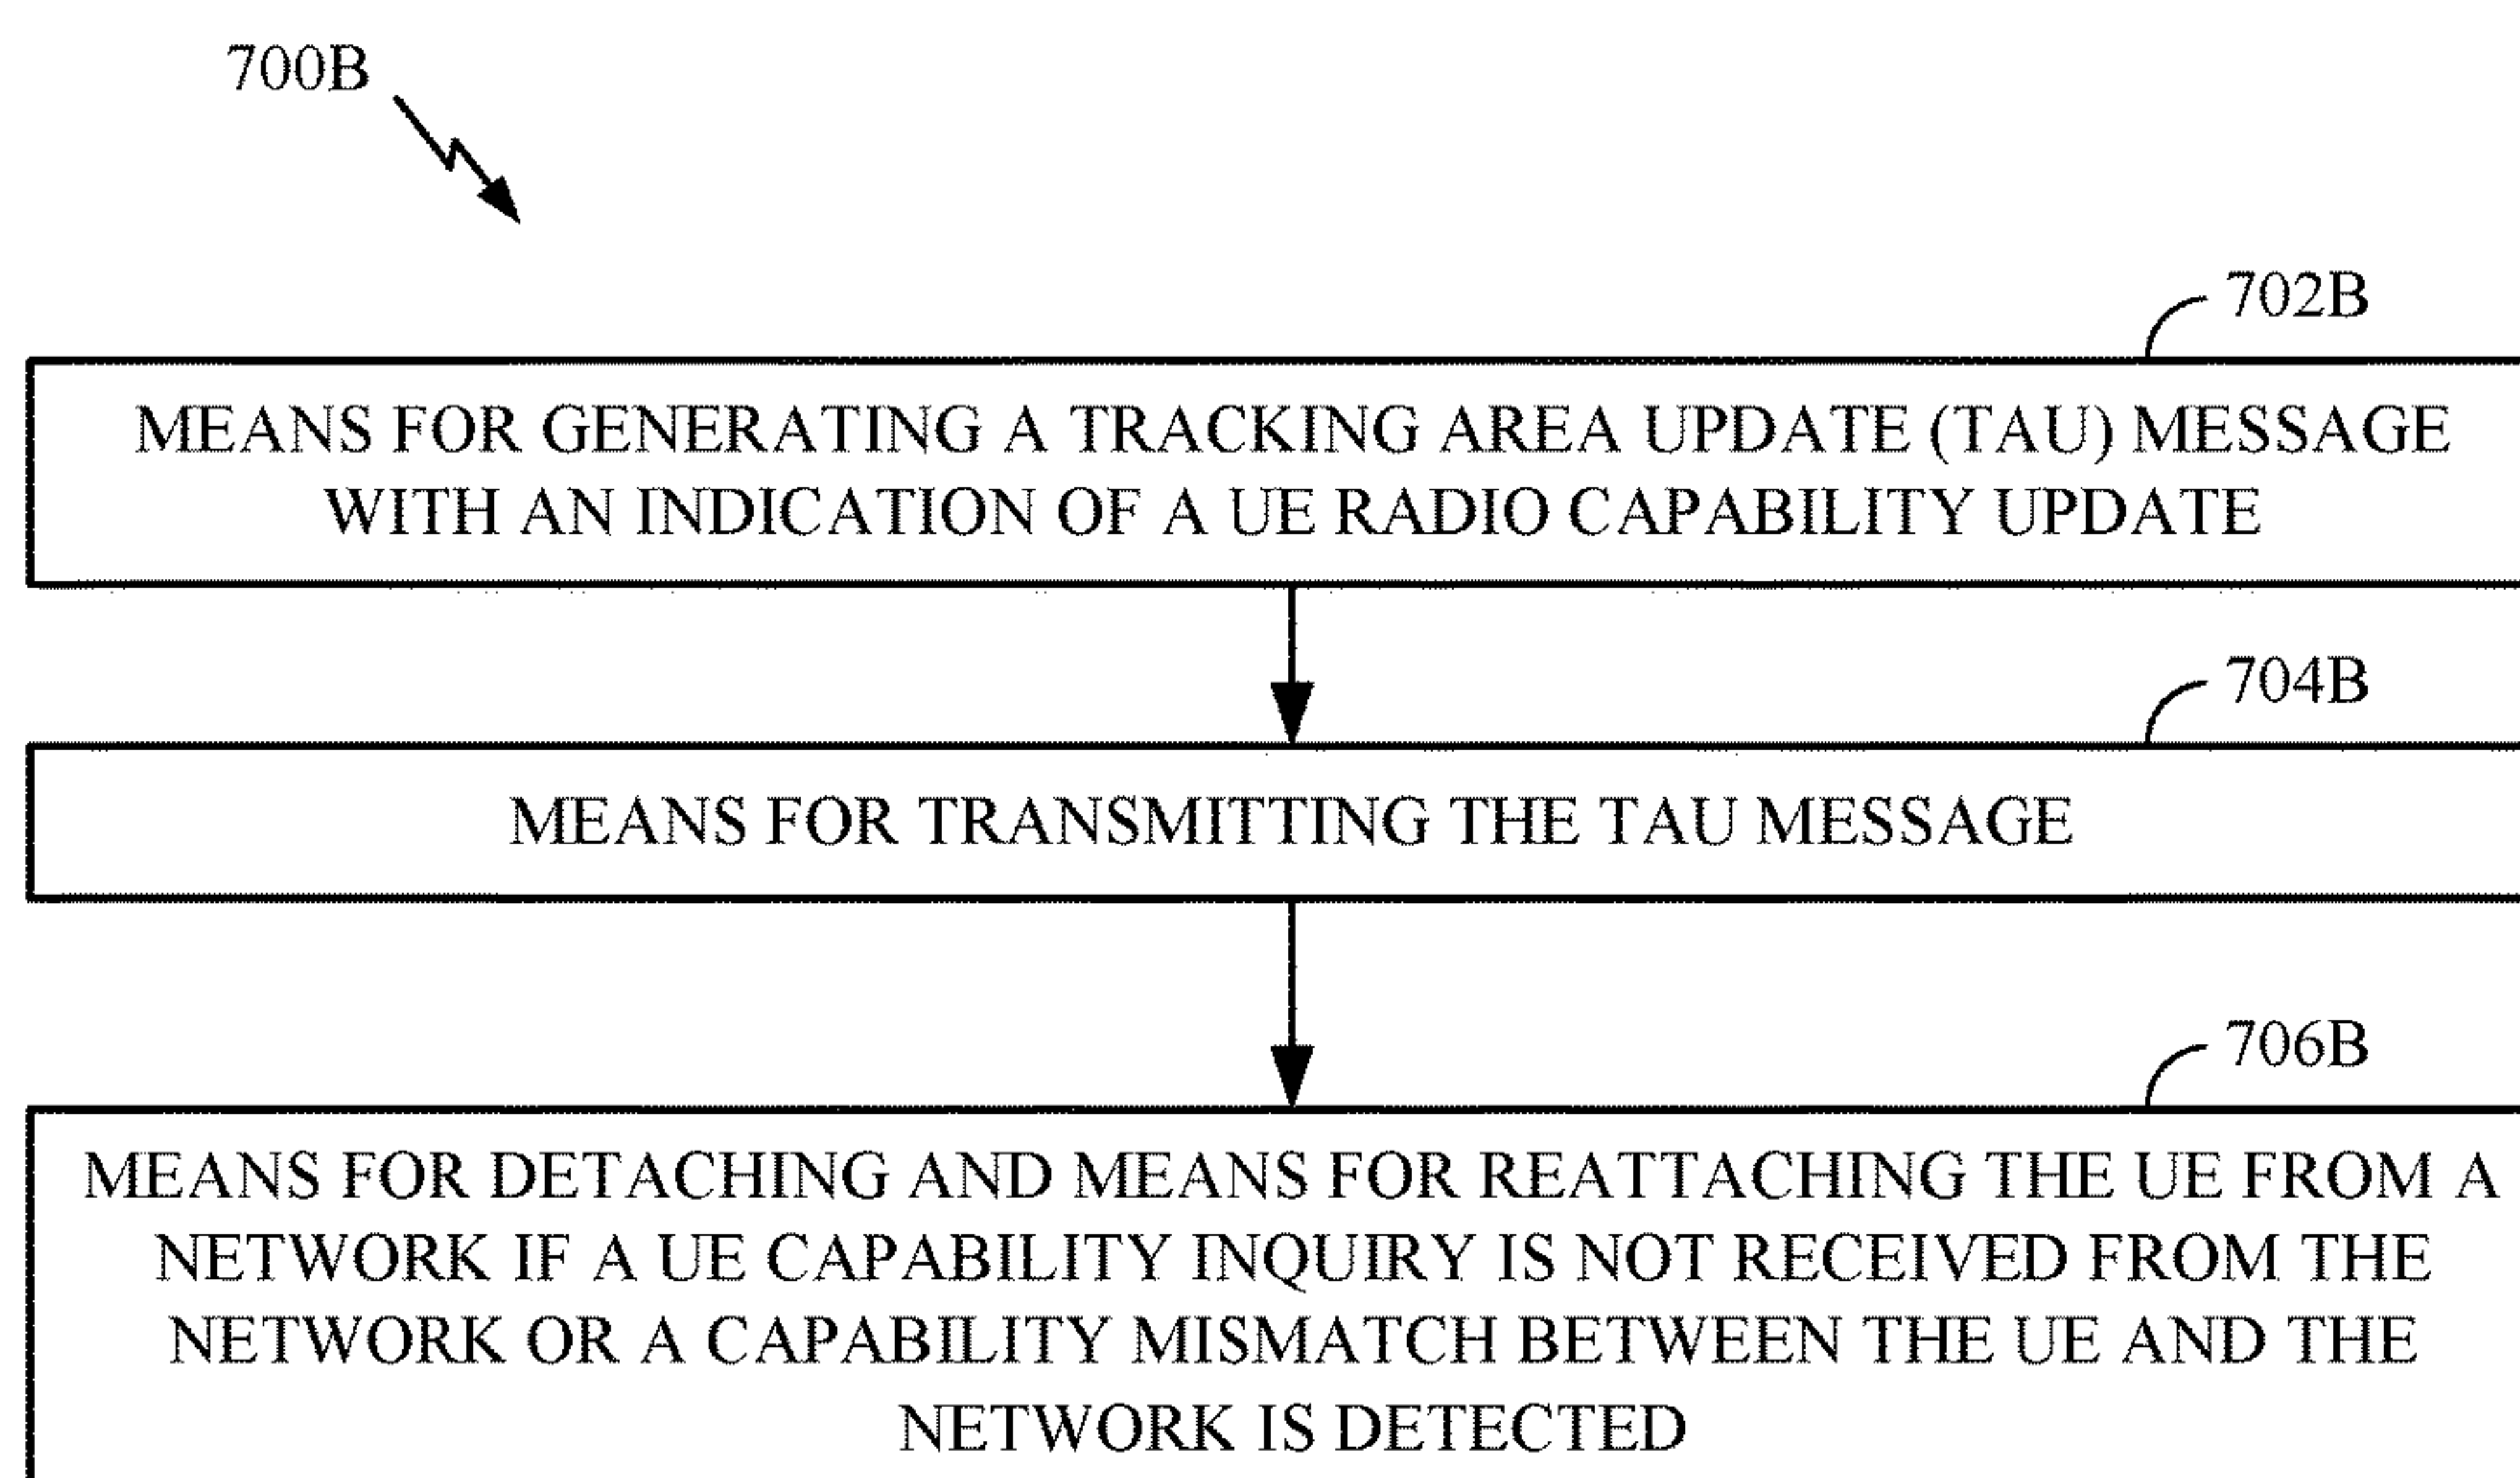 700B
702B
MEANS FOR GENERATING A TRACKING AREA UPDATE (TAU) MESSAGE
WITH AN INDICATION OF A UE RADIO CAPABILITY UPDATE
704B
MEANS FOR TRANSMITTING THE TAU MESSAGE
706B
MEANS FOR DETACHING AND MEANS FOR REATTACHING THE UE FROM A
NETWORK IF A UE CAPABILITY INQUIRY IS NOT RECEIVED FROM THE
NETWORK OR A CAPABILITY MISMATCH BETWEEN THE UE AND THE
NETWORK IS DETECTED